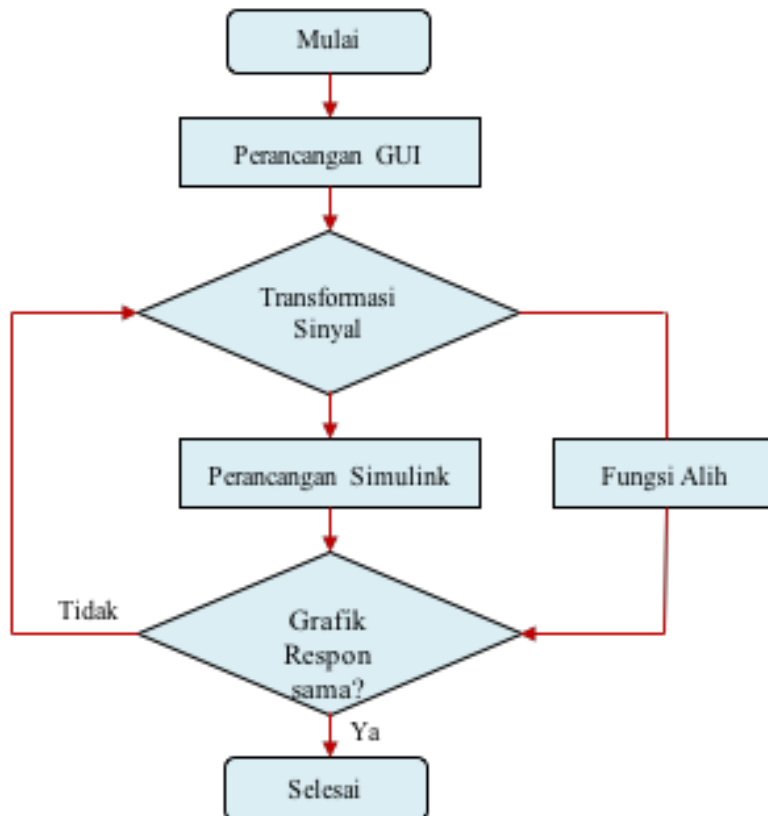 Mulai
Perancangan GUI
Transformasi
Sinyal
Perancangan Simulink
Fungsi Alih
Tidak
Grafik
Respon
sama?
Ya
Selesai